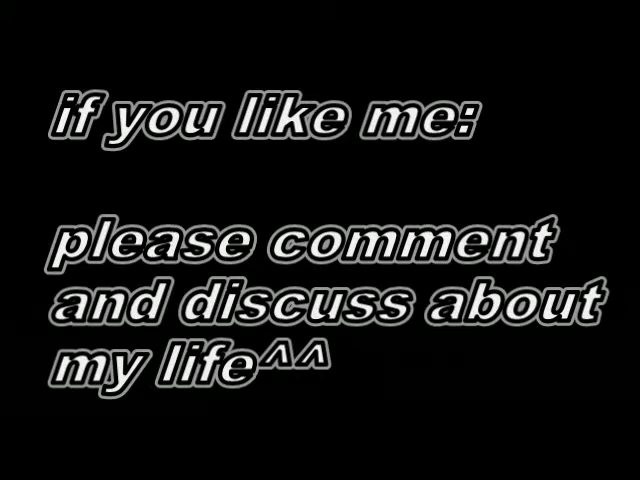 if you like me:
please comment
and discuss about
my life^^